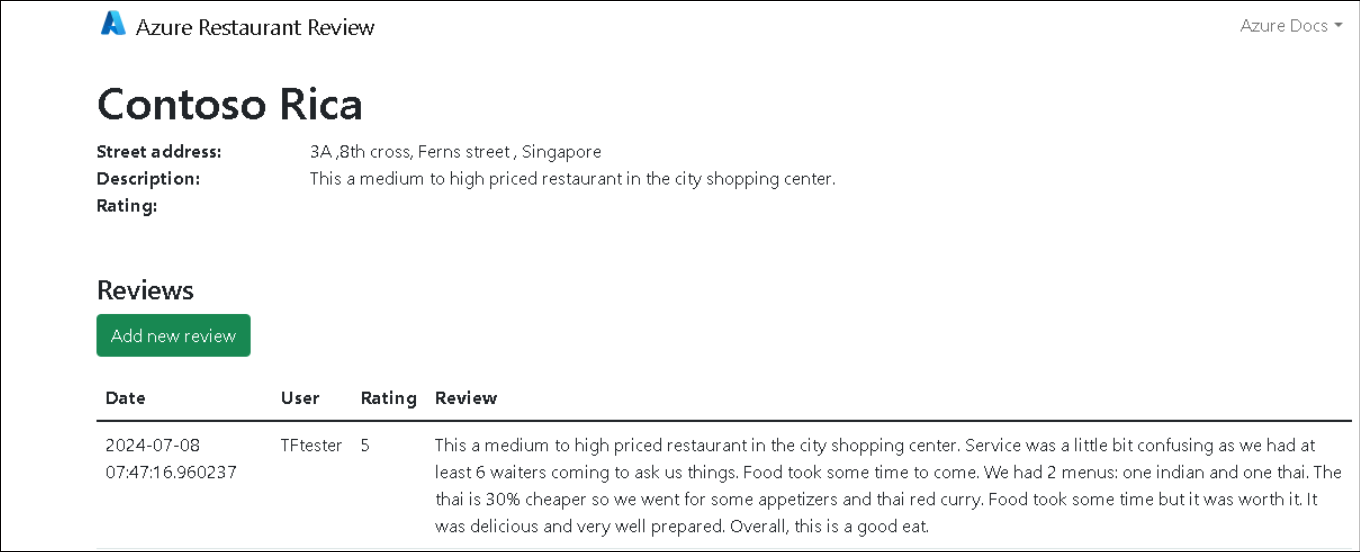 Azure Restaurant Review
Azure Docs
Contoso Rica
Street address: 3A ,8th cross, Ferns street , Singapore
Description: This a medium to high priced restaurant in the city shopping center.
Rating:
Reviews
Add new review
Date User Rating Review
2024-07-08 TFtester 5 This a medium to high priced restaurant in the city shopping center. Service was a little bit confusing as we had at
07:47:16.960237 least 6 waiters coming to ask us things. Food took some time to come. We had 2 menus: one indian and one thai. The
thai is 30% cheaper so we went for some appetizers and thai red curry. Food took some time but it was worth it. It
was delicious and very well prepared. Overall, this is a good eat.